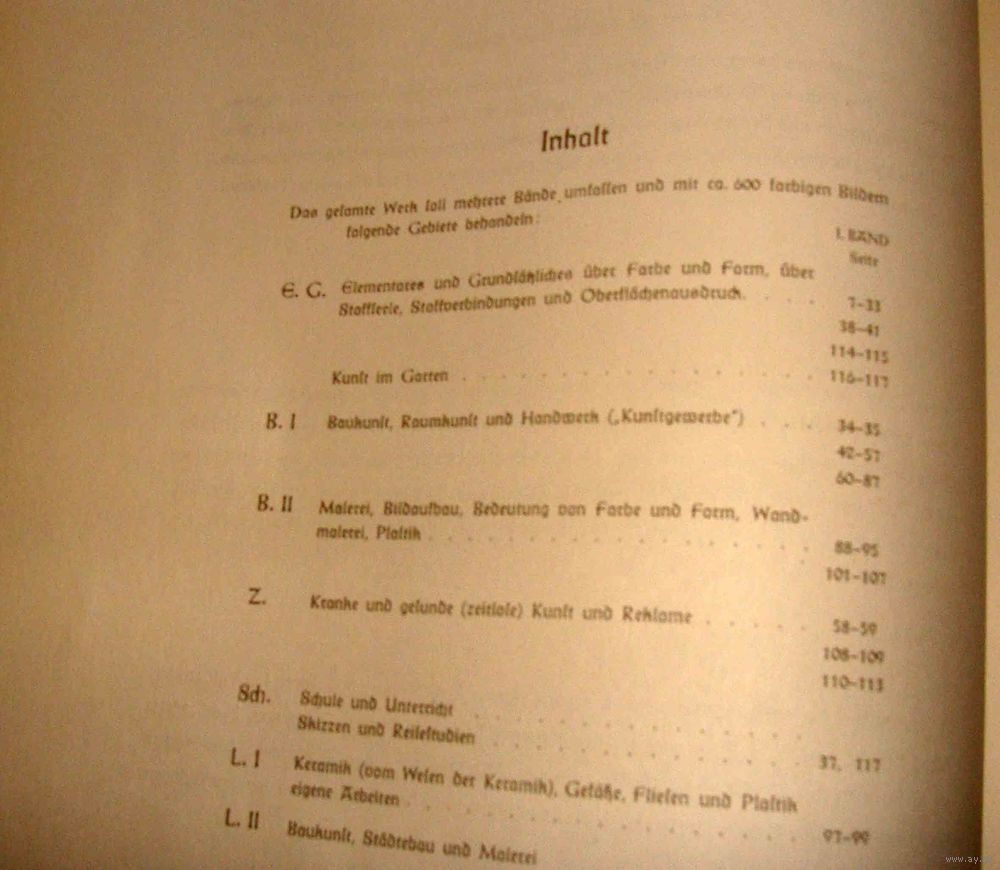 Inhalt
Das gesamte Werk soll mehrere Bände umfassen und mit ca. 600 farbigen Bildern
folgende Gebiete behandeln:
I. BAND
Seite
E. G. Elementares und Grundsätzliches über Farbe und Form, über
Stofflerie, Stoffverbindungen und Oberflächenausdruck. . . . 7–33
38–41
114–115
Kunst im Garten . . . . . . . . . . . . . . . . 116–117
B. I Baukunst, Raumkunst und Handwerk („Kunstgewerbe“) . . . 34–35
42–57
60–87
B. II Malerei, Bildaufbau, Bedeutung von Farbe und Form, Wand-
malerei, Plastik . . . . . . . . . . . . . . . . . 88–95
101–107
Z. Kranke und gesunde (zeitlose) Kunst und Reklame . . . . . 58–59
108–109
110–113
Sch. Schule und Unterricht . . . . . . . . . . . . . . .
Skizzen und Reisestudien . . . . . . . . . . . . . . 37, 117
L. I Keramik (vom Wesen der Keramik), Gefäße, Fliesen und Plastik
eigene Arbeiten . . . . . . . . . . . . . . . . . 97–99
L. II Baukunst, Städtebau und Malerei
www.ay.